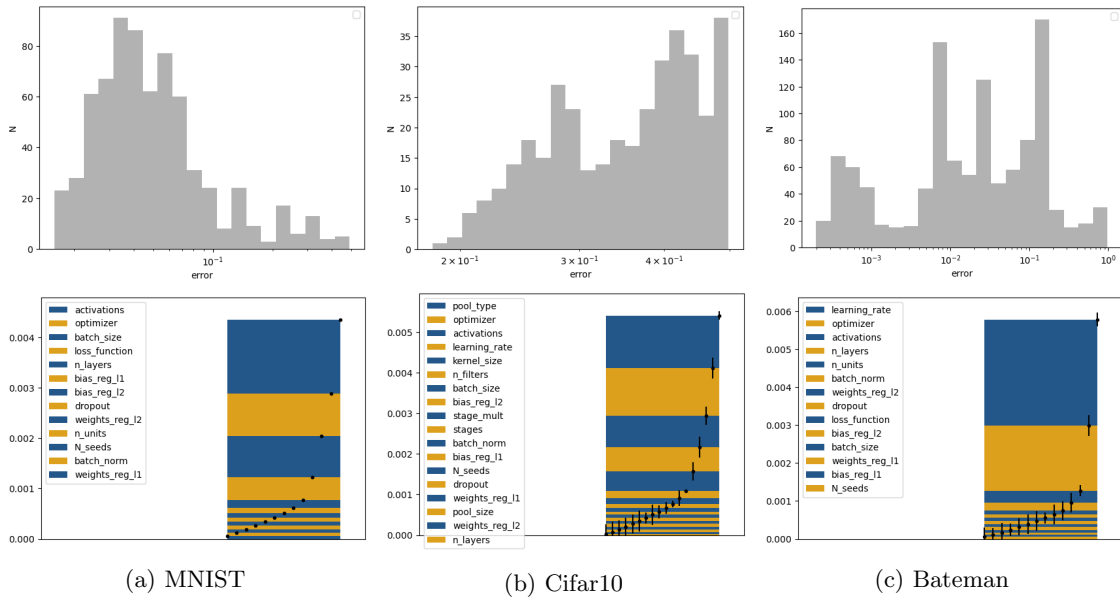 80
60
40
20
0
N
10⁻¹
error
35
30
25
20
15
10
5
0
N
2 × 10⁻¹
3 × 10⁻¹
4 × 10⁻¹
error
160
140
120
100
80
60
40
20
0
N
10⁻³
10⁻²
10⁻¹
10⁰
error
activations
optimizer
batch_size
loss_function
n_layers
bias_reg_l1
bias_reg_l2
dropout
weights_reg_l2
n_units
N_seeds
batch_norm
weights_reg_l1
0.004
0.003
0.002
0.001
0.000
pool_type
optimizer
activations
learning_rate
kernel_size
n_filters
batch_size
bias_reg_l2
stage_mult
stages
batch_norm
bias_reg_l1
N_seeds
dropout
weights_reg_l1
pool_size
weights_reg_l2
n_layers
0.005
0.004
0.003
0.002
0.001
0.000
learning_rate
optimizer
activations
n_layers
n_units
batch_norm
weights_reg_l2
dropout
loss_function
bias_reg_l2
batch_size
weights_reg_l1
bias_reg_l1
N_seeds
0.006
0.005
0.004
0.003
0.002
0.001
0.000
(a) MNIST
(b) Cifar10
(c) Bateman